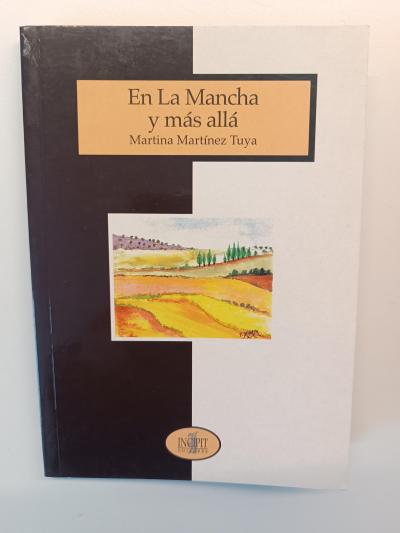 En La Mancha
y más allá
Martina Martínez Tuya
INCIPIT